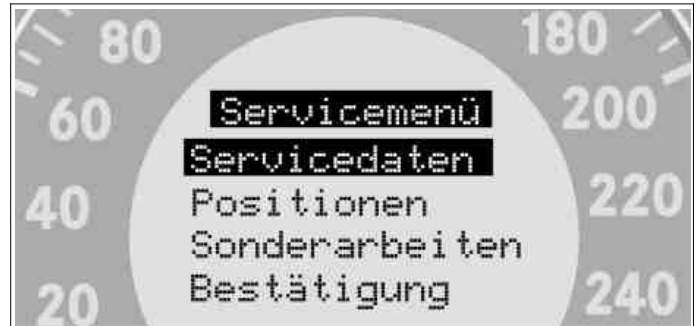 80
180
60
200
Servicemenü
Servicedaten
40
220
Positionen
Sonderarbeiten
20
240
Bestätigung